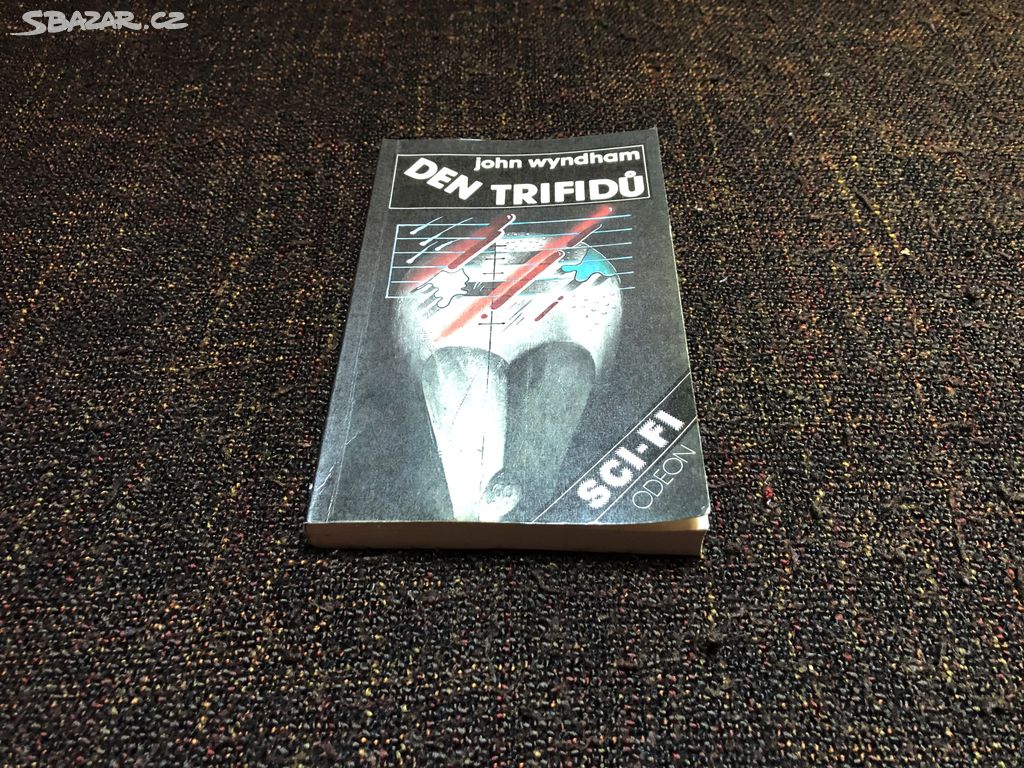 SBAZAR.CZ
john wyndham
DEN TRIFIDŮ
SCI-FI
ODEON